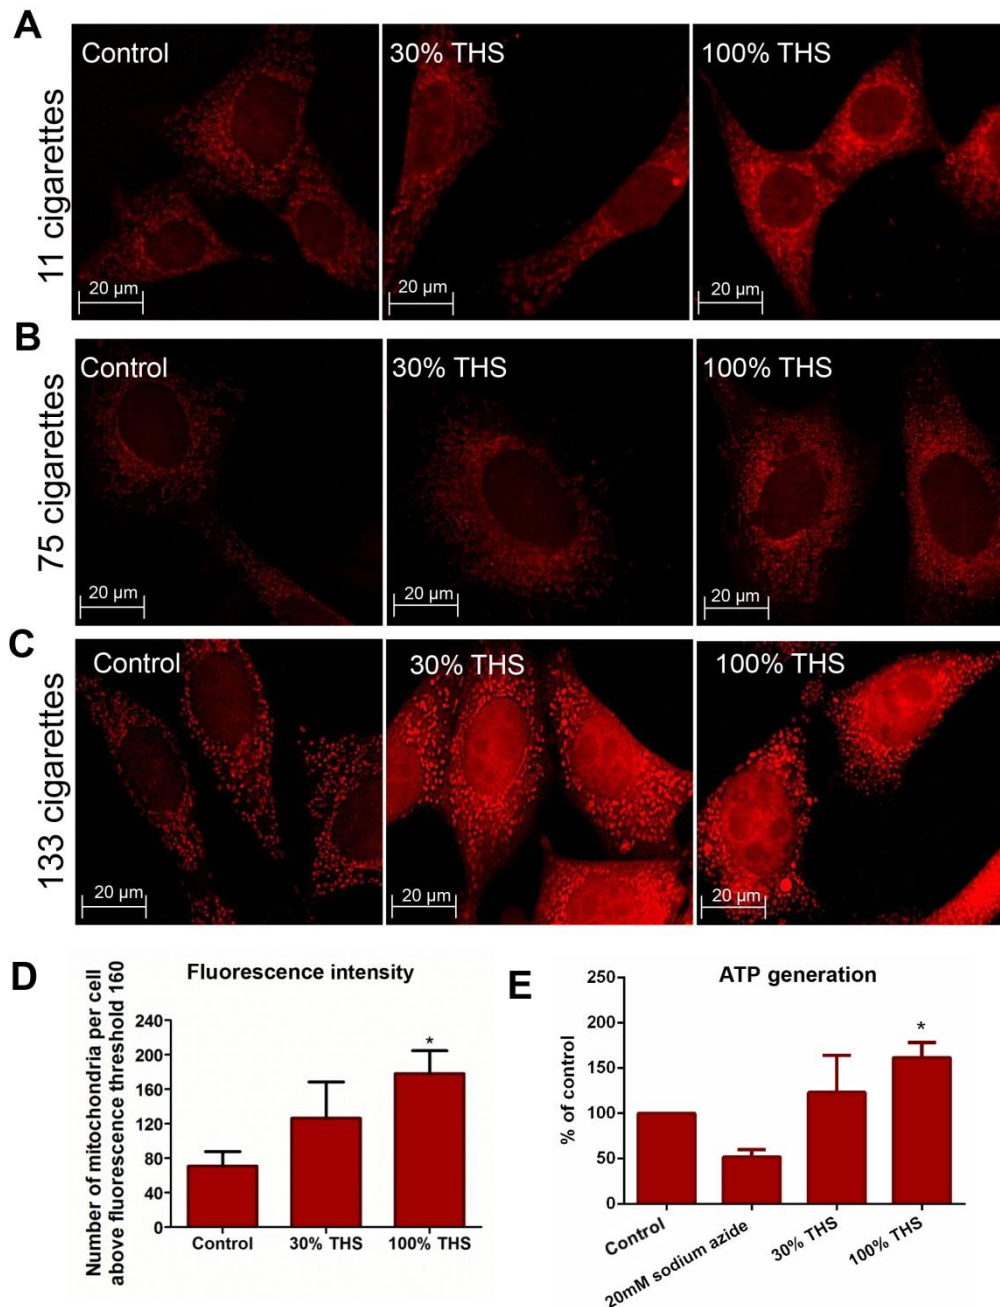 A
11 cigarettes
Control
30% THS
100% THS
20 µm
20 µm
20 µm
B
75 cigarettes
Control
30% THS
100% THS
20 µm
20 µm
20 µm
C
133 cigarettes
Control
30% THS
100% THS
20 µm
20 µm
20 µm
D
Fluorescence intensity
Number of mitochondria per cell
above fluorescence threshold 160
240
200
160
120
80
40
0
*
Control
30% THS
100% THS
E
ATP generation
% of control
250
200
150
100
50
0
*
Control
20mM sodium azide
30% THS
100% THS